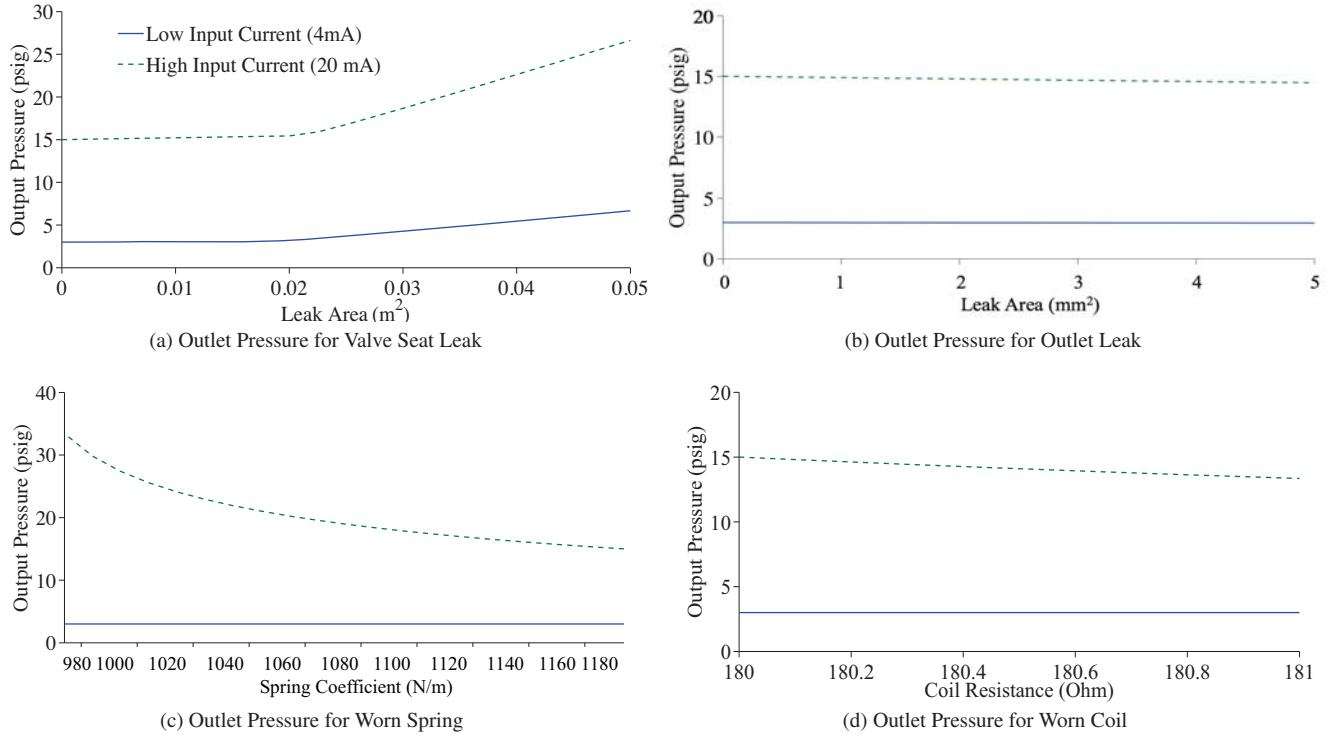 30
25
20
15
10
5
0
Output Pressure (psig)
Low Input Current (4mA)
High Input Current (20 mA)
0 0.01 0.02 0.03 0.04 0.05
Leak Area (m²)
(a) Outlet Pressure for Valve Seat Leak
20
15
10
5
0
Output Pressure (psig)
0 1 2 3 4 5
Leak Area (mm²)
(b) Outlet Pressure for Outlet Leak
40
30
20
10
0
Output Pressure (psig)
980 1000 1020 1040 1060 1080 1100 1120 1140 1160 1180
Spring Coefficient (N/m)
(c) Outlet Pressure for Worn Spring
20
15
10
5
0
Output Pressure (psig)
180 180.2 180.4 180.6 180.8 181
Coil Resistance (Ohm)
(d) Outlet Pressure for Worn Coil